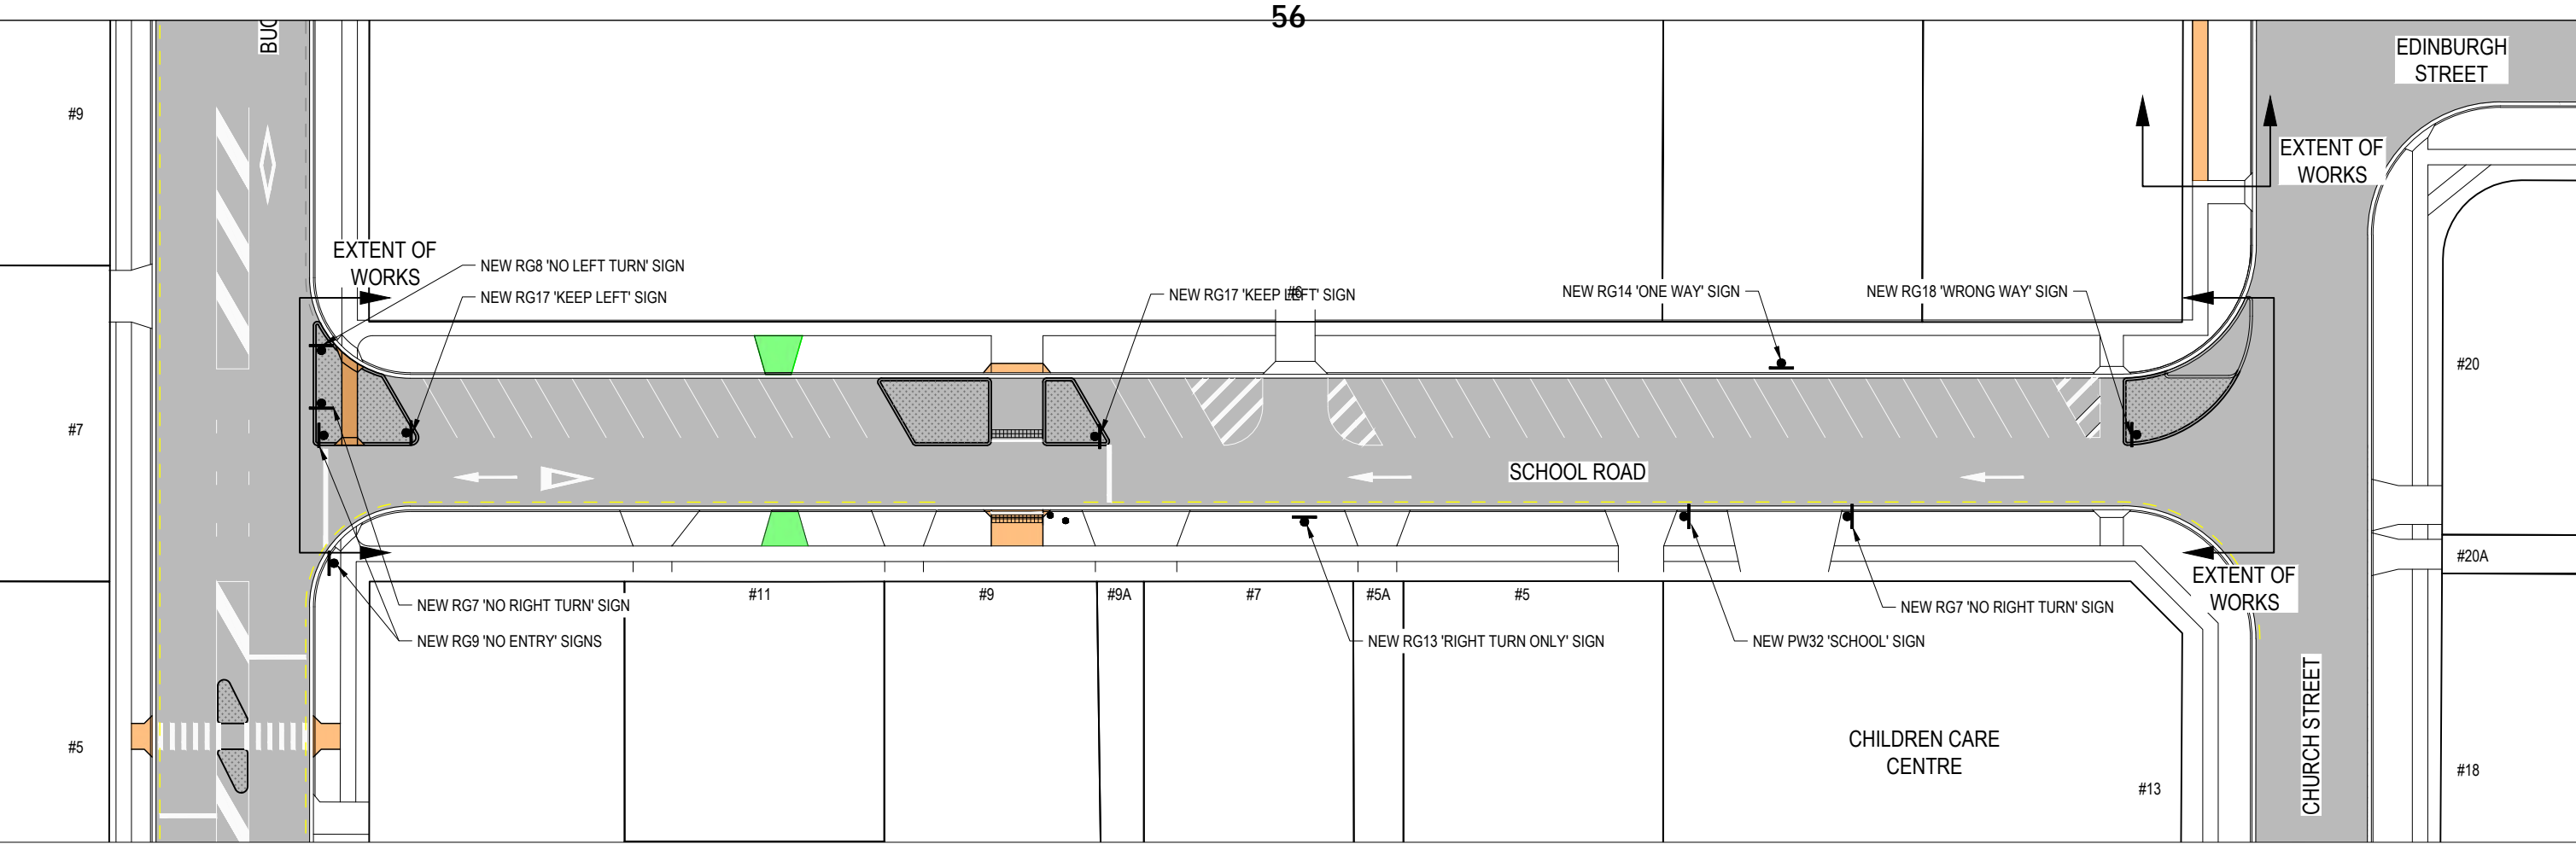 56
BUC
EDINBURGH
STREET
#9
EXTENT OF
WORKS
EXTENT OF
WORKS
NEW RG8 'NO LEFT TURN' SIGN
NEW RG17 'KEEP LEFT' SIGN
NEW RG17 'KEEP LEFT' SIGN
#6
NEW RG14 'ONE WAY' SIGN
NEW RG18 'WRONG WAY' SIGN
#20
#7
SCHOOL ROAD
#20A
EXTENT OF
WORKS
#11
#9
#9A
#7
#5A
#5
NEW RG7 'NO RIGHT TURN' SIGN
NEW RG9 'NO ENTRY' SIGNS
NEW RG13 'RIGHT TURN ONLY' SIGN
NEW PW32 'SCHOOL' SIGN
NEW RG7 'NO RIGHT TURN' SIGN
#5
CHILDREN CARE
CENTRE
#13
CHURCH STREET
#18